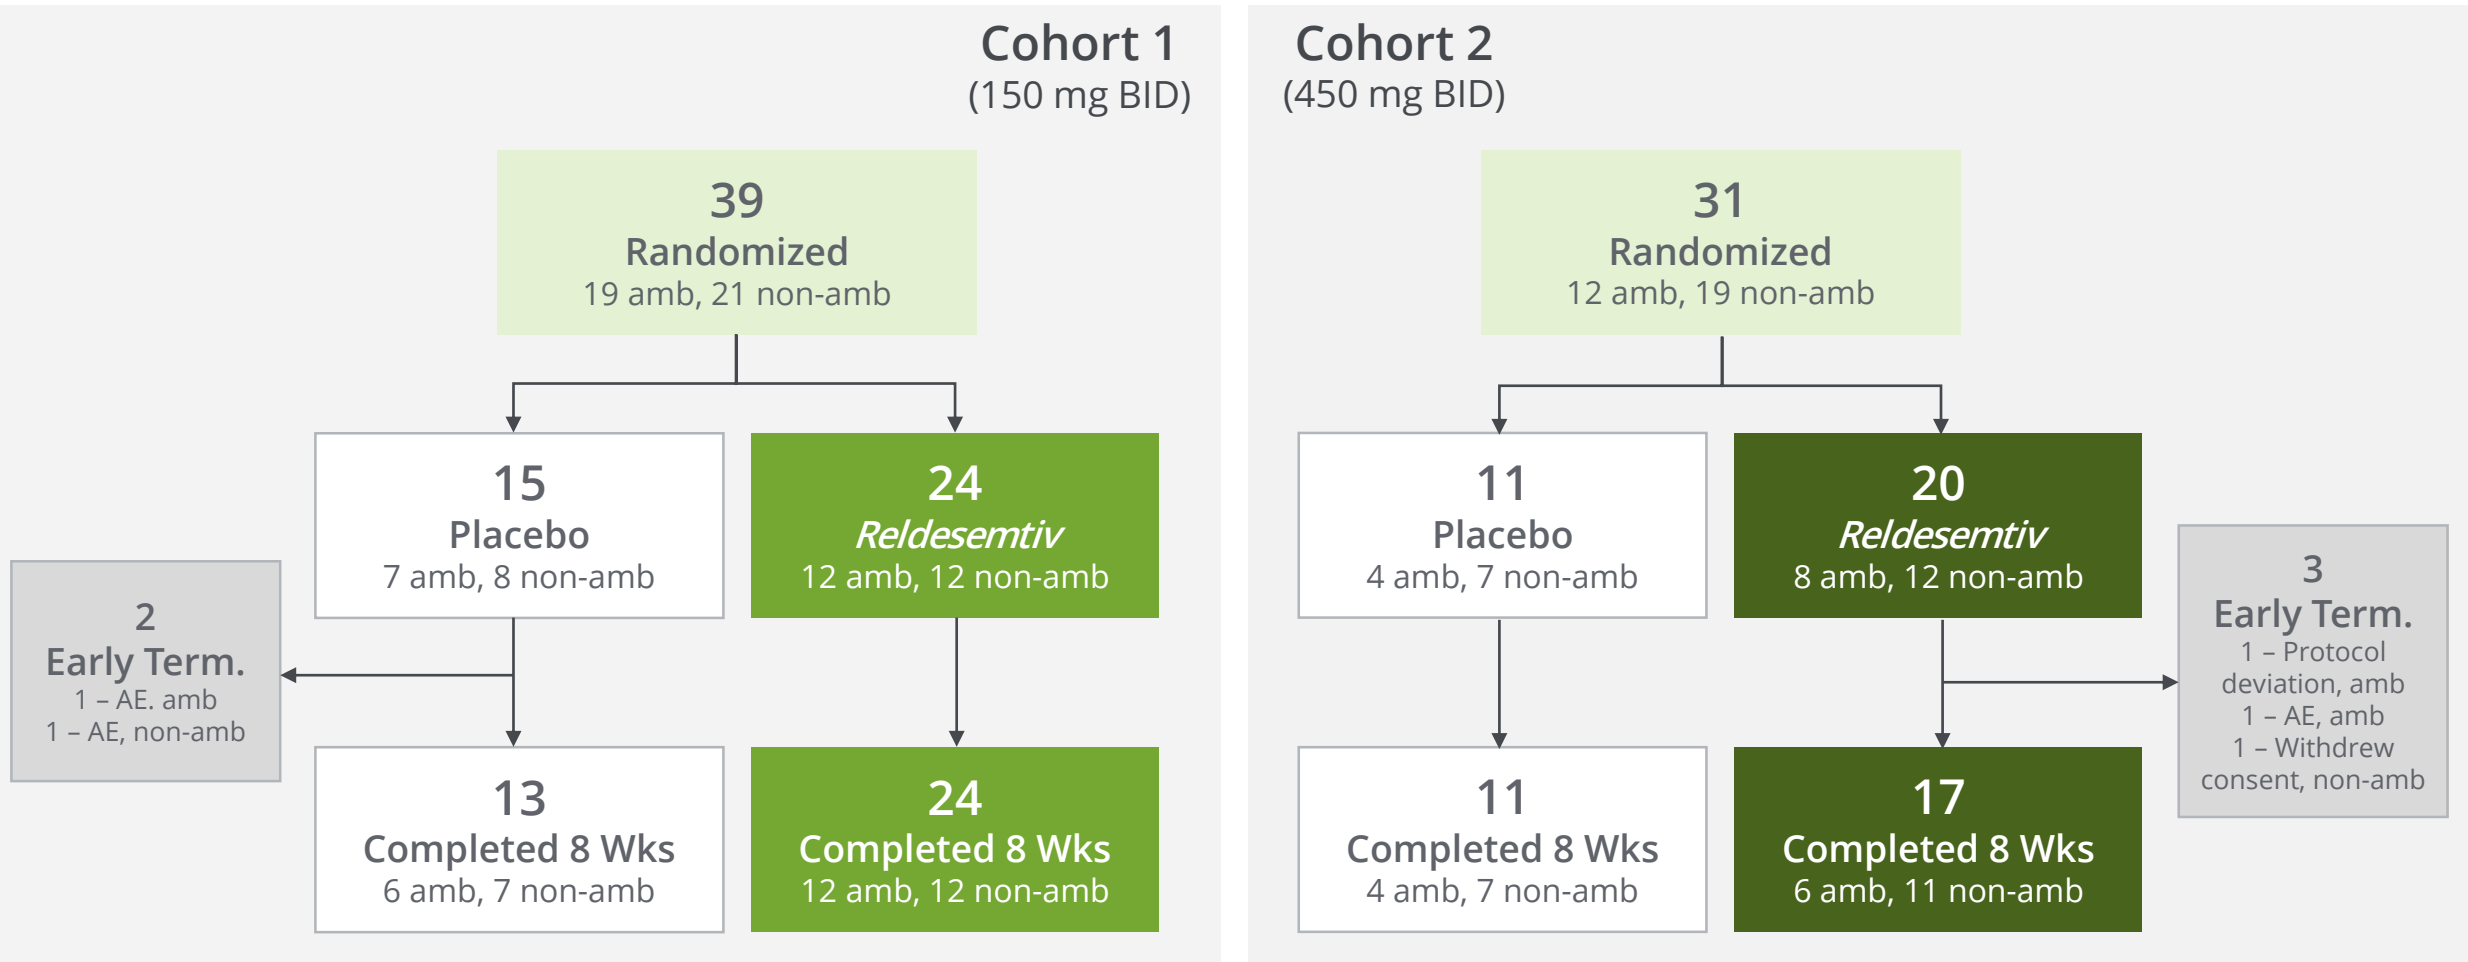 Cohort 1
(150 mg BID)
39
Randomized
19 amb, 21 non-amb
15
Placebo
7 amb, 8 non-amb
24
Reldesemtiv
12 amb, 12 non-amb
2
Early Term.
1 – AE. amb
1 – AE, non-amb
13
Completed 8 Wks
6 amb, 7 non-amb
24
Completed 8 Wks
12 amb, 12 non-amb
Cohort 2
(450 mg BID)
31
Randomized
12 amb, 19 non-amb
11
Placebo
4 amb, 7 non-amb
20
Reldesemtiv
8 amb, 12 non-amb
3
Early Term.
1 – Protocol
deviation, amb
1 – AE, amb
1 – Withdrew
consent, non-amb
11
Completed 8 Wks
4 amb, 7 non-amb
17
Completed 8 Wks
6 amb, 11 non-amb